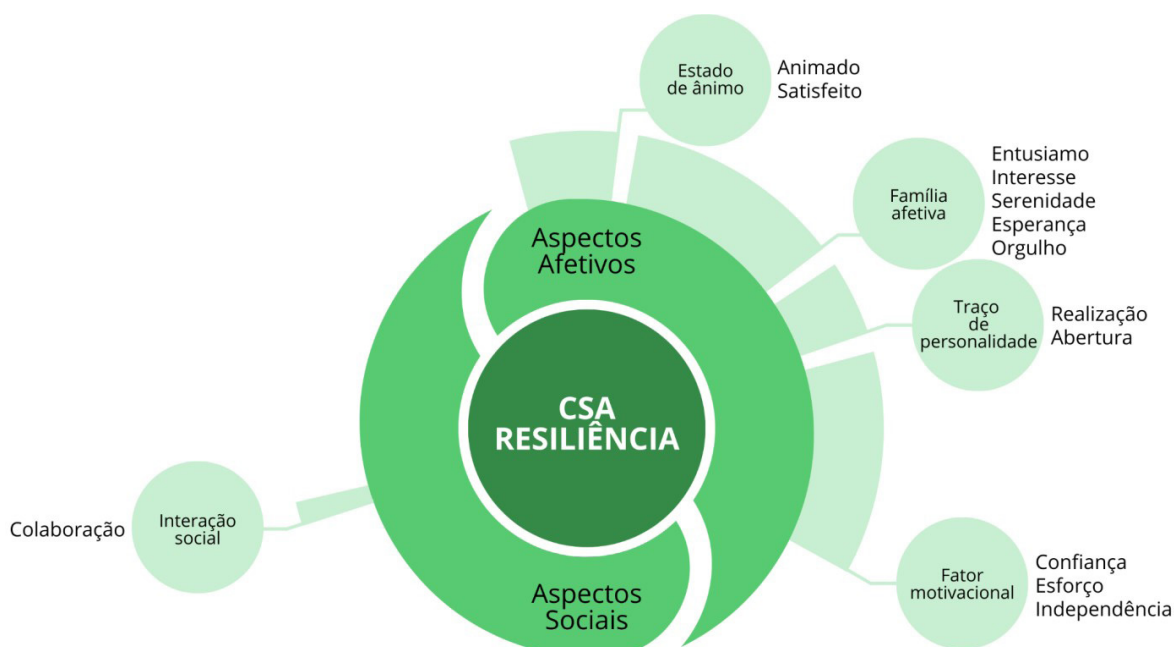 Estado
de ânimo
Animado
Satisfeito
Família
afetiva
Entusiamo
Interesse
Serenidade
Esperança
Orgulho
Aspectos
Afetivos
Traço
de
personalidade
Realização
Abertura
CSA
RESILIÊNCIA
Colaboração
Interação
social
Aspectos
Sociais
Fator
motivacional
Confiança
Esforço
Independência